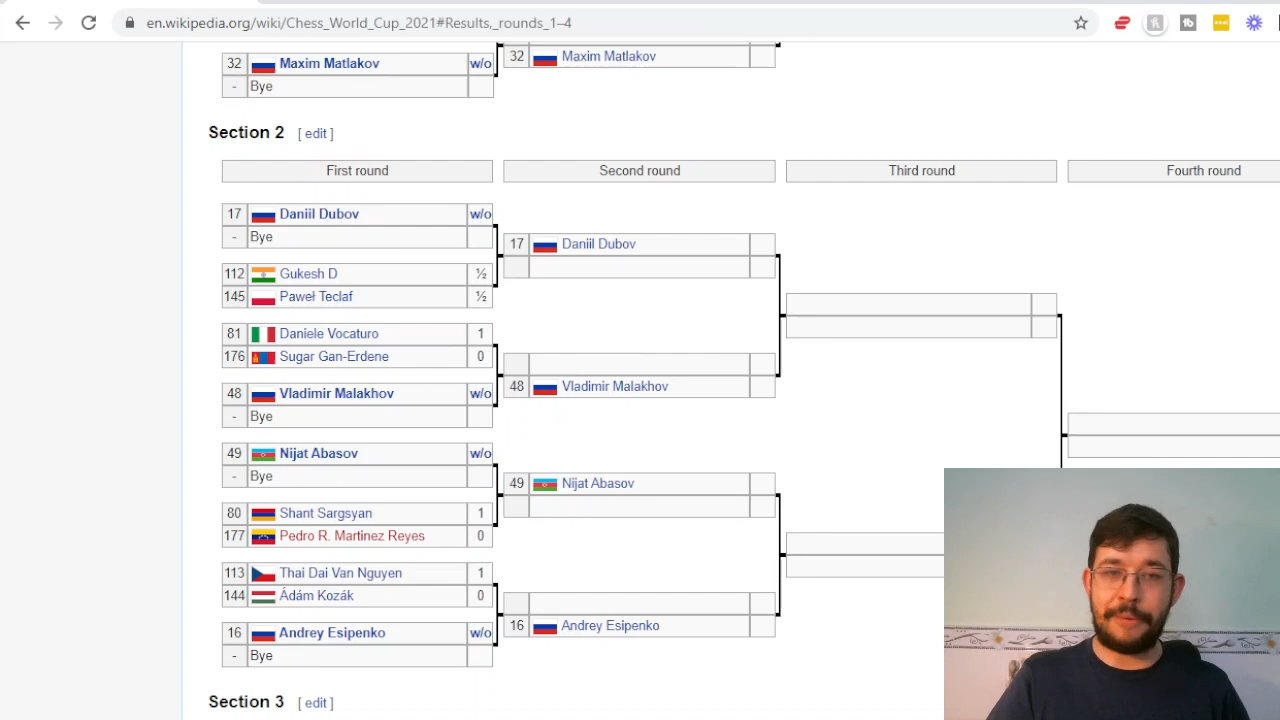 en.wikipedia.org/wiki/Chess_World_Cup_2021#Results,_rounds_1–4
32 Maxim Matlakov w/o
- Bye
32 Maxim Matlakov
Section 2 [ edit ]
First round Second round Third round Fourth round
17 Daniil Dubov w/o
- Bye
17 Daniil Dubov
112 Gukesh D ½
145 Paweł Teclaf ½
81 Daniele Vocaturo 1
176 Sugar Gan-Erdene 0
48 Vladimir Malakhov
48 Vladimir Malakhov w/o
- Bye
49 Nijat Abasov w/o
- Bye
49 Nijat Abasov
80 Shant Sargsyan 1
177 Pedro R. Martinez Reyes 0
113 Thai Dai Van Nguyen 1
144 Ádám Kozák 0
16 Andrey Esipenko
16 Andrey Esipenko w/o
- Bye
Section 3 [ edit ]